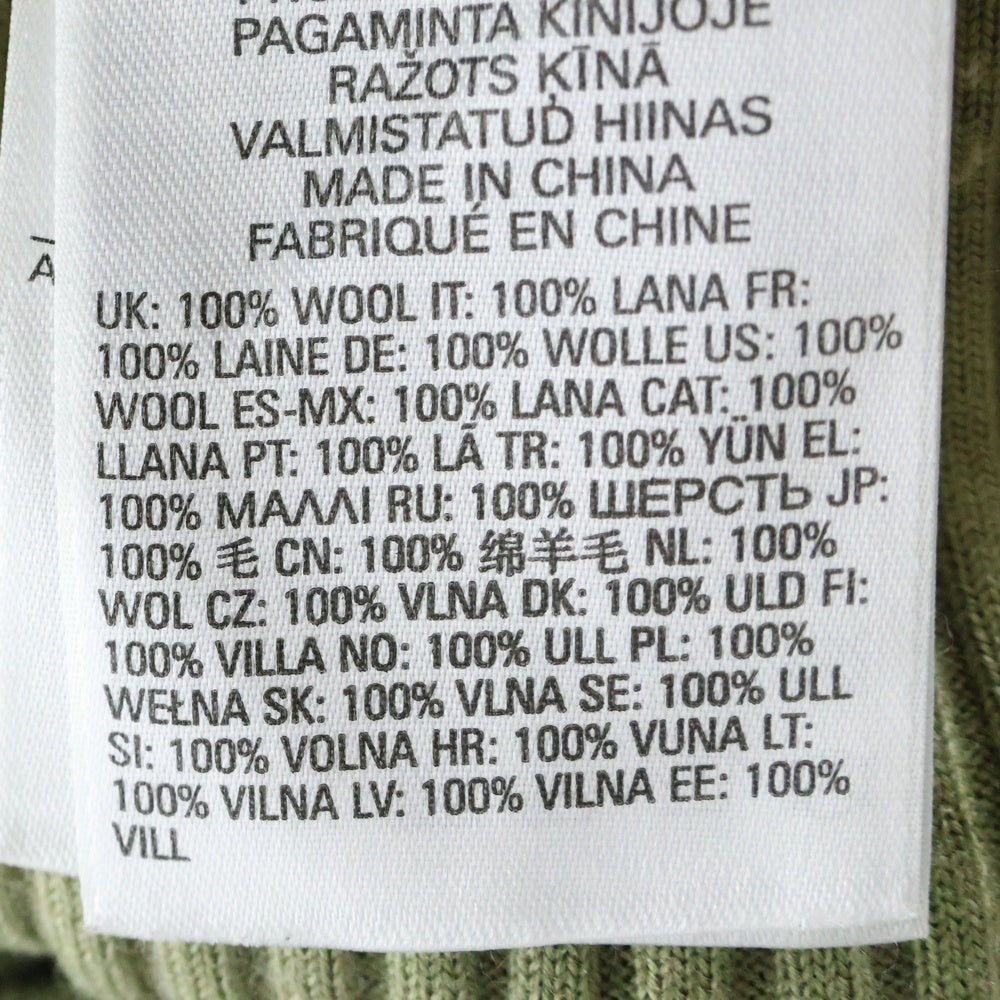 PAGAMINTA KINIJOJE
RAŽOTS ĶĪNĀ
VALMISTATUD HIINAS
MADE IN CHINA
FABRIQUÉ EN CHINE
UK: 100% WOOL IT: 100% LANA FR:
100% LAINE DE: 100% WOLLE US: 100%
WOOL ES-MX: 100% LANA CAT: 100%
LLANA PT: 100% LÃ TR: 100% YÜN EL:
100% ΜΑΛΛΙ RU: 100% ШЕРСТЬ JP:
100% 毛 CN: 100% 绵羊毛 NL: 100%
WOL CZ: 100% VLNA DK: 100% ULD FI:
100% VILLA NO: 100% ULL PL: 100%
WEŁNA SK: 100% VLNA SE: 100% ULL
SI: 100% VOLNA HR: 100% VUNA LT:
100% VILNA LV: 100% VILNA EE: 100%
VILL